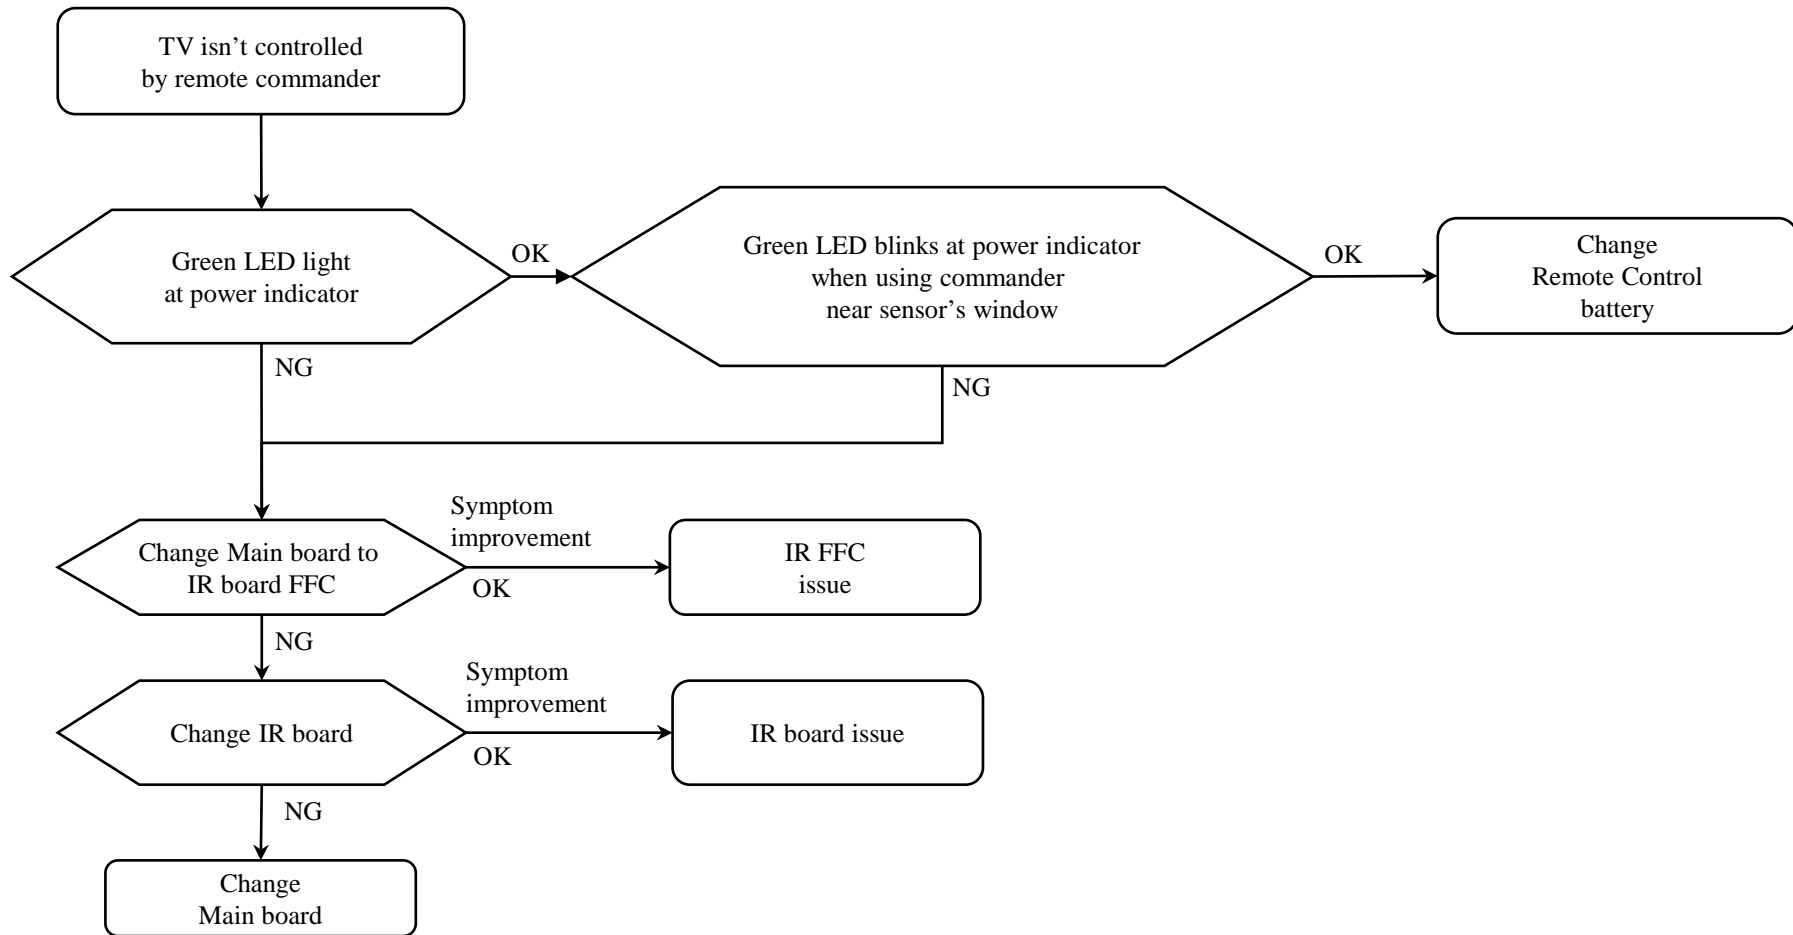 TV isn’t controlled
by remote commander
Green LED light
at power indicator
OK
Green LED blinks at power indicator
when using commander
near sensor’s window
OK
Change
Remote Control
battery
NG
NG
Change Main board to
IR board FFC
Symptom
improvement
OK
IR FFC
issue
NG
Change IR board
Symptom
improvement
OK
IR board issue
NG
Change
Main board